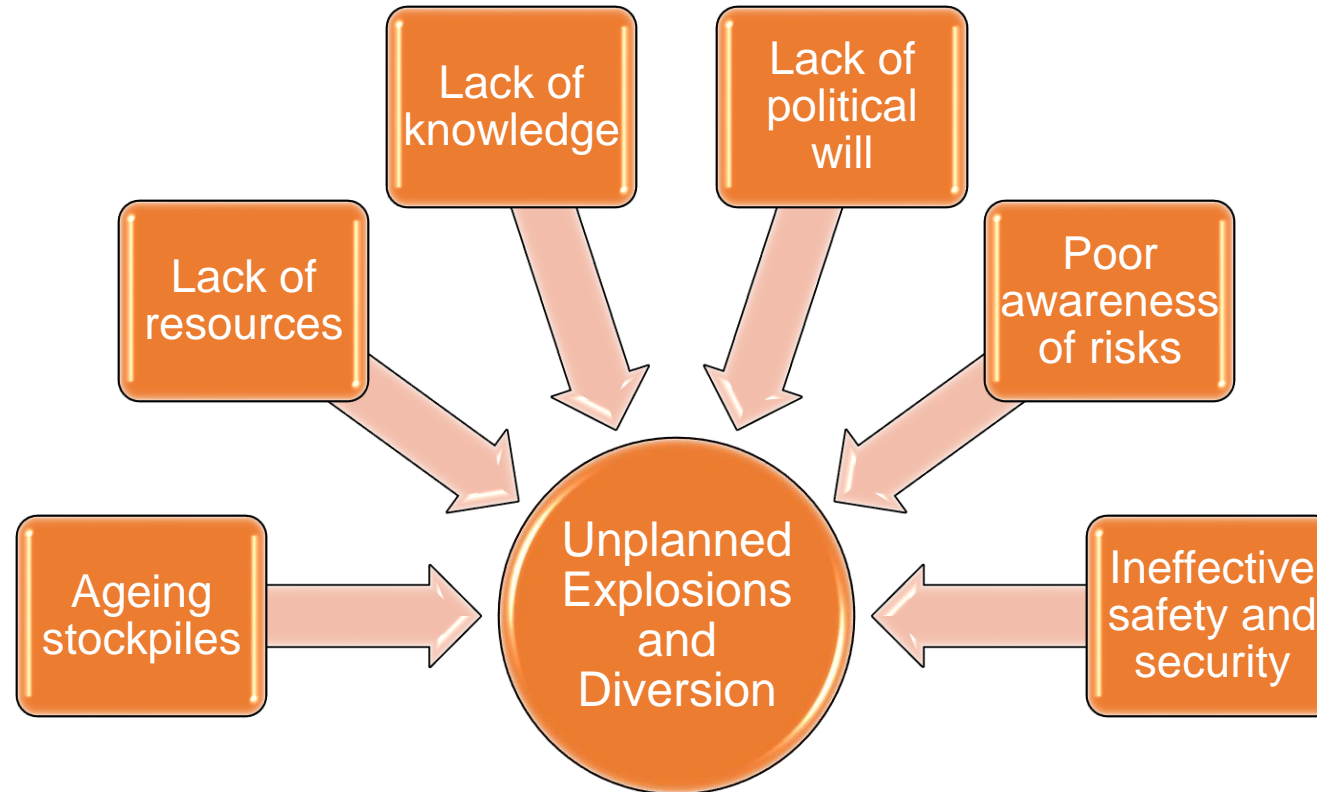 Ageing
stockpiles
Lack of
resources
Lack of
knowledge
Lack of
political
will
Poor
awareness
of risks
Ineffective
safety and
security
Unplanned
Explosions
and
Diversion